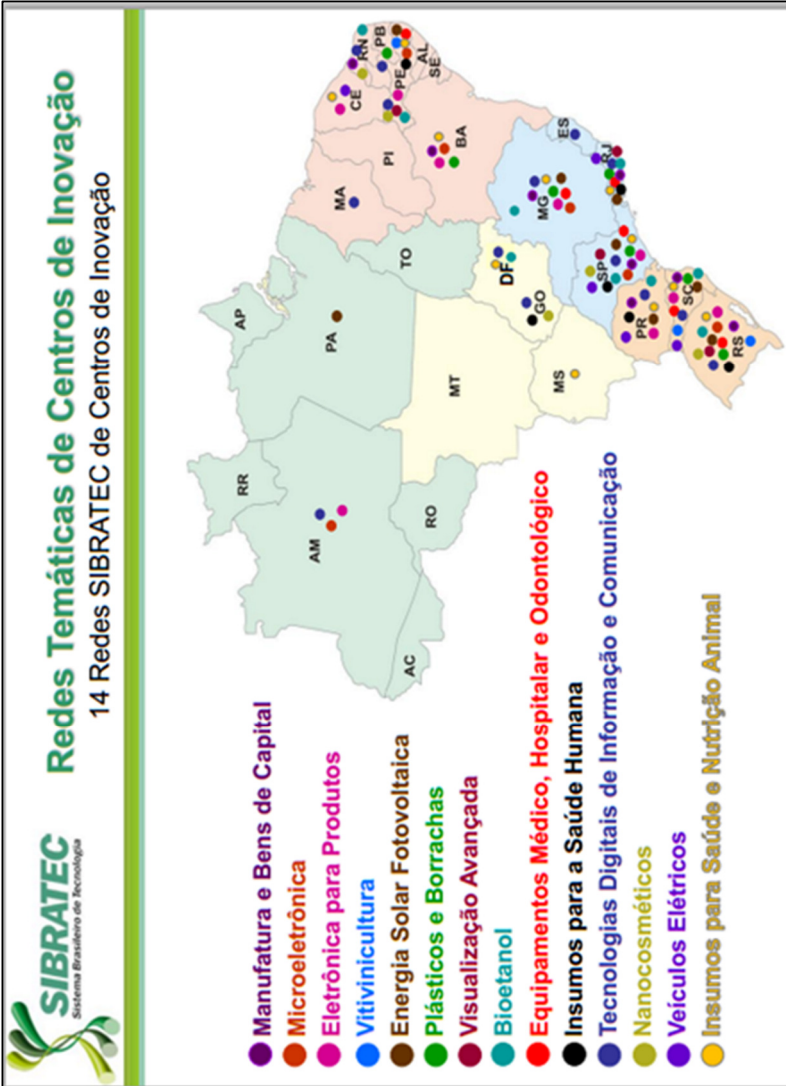 SIBRATEC
Sistema Brasileiro de Tecnologia
Redes Temáticas de Centros de Inovação
14 Redes SIBRATEC de Centros de Inovação
Manufatura e Bens de Capital
Microeletrônica
Eletrônica para Produtos
Vitivinicultura
Energia Solar Fotovoltaica
Plásticos e Borrachas
Visualização Avançada
Bioetanol
Equipamentos Médico, Hospitalar e Odontológico
Insumos para a Saúde Humana
Tecnologias Digitais de Informação e Comunicação
Nanocosméticos
Veículos Elétricos
Insumos para Saúde e Nutrição Animal
RR
AP
AM
PA
MA
CE
RN
PB
PE
AL
SE
PI
AC
RO
TO
BA
MT
DF
GO
MG
ES
MS
SP
RJ
PR
SC
RS